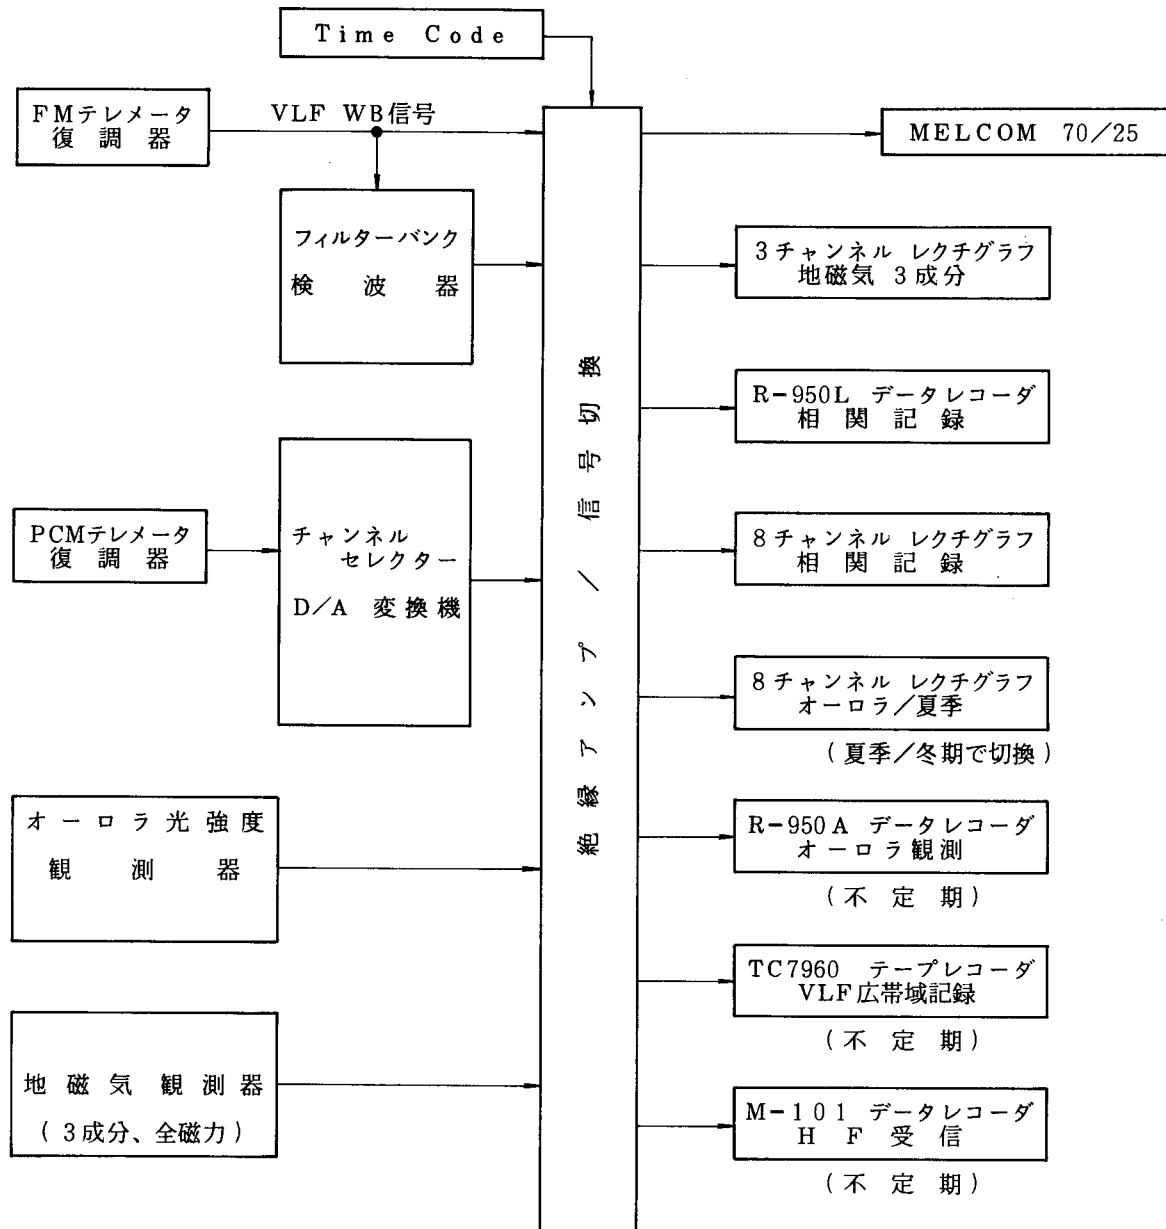 Time Code
FMテレメータ
復調器
VLF WB信号
MELCOM 70/25
フィルターバンク
検波器
3チャンネル レクチグラフ
地磁気 3成分
R-950L データレコーダ
相関記録
PCMテレメータ
復調器
チャンネル
セレクター
D/A 変換機
絶縁アンプ/信号切換
8チャンネル レクチグラフ
相関記録
8チャンネル レクチグラフ
オーロラ/夏季
(夏季/冬期で切換)
オーロラ光強度
観測器
R-950A データレコーダ
オーロラ観測
(不定期)
TC7960 テープレコーダ
VLF広帯域記録
(不定期)
地磁気観測器
(3成分、全磁力)
M-101 データレコーダ
HF受信
(不定期)